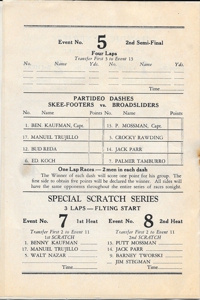 Event No. 5 2nd Semi-Final
Four Laps
Transfer First 3 to Event 11
No. Name Yds. No. Name Yds.
Time
PARTIDEO DASHES
SKEE-FOOTERS vs. BROADSLIDERS
No. Name Points No. Name Points
1. BEN KAUFMAN, Capt.
15. P. MOSSMAN, Capt.
17. MANUEL TRUJILLO
3. CROCKY RAWDING
12. BUD REDA
14. JACK PARR
6. ED KOCH
7. PALMER TAMBURRO
One Lap Races — 2 men in each dash
The Winner of each dash will score one point for his group. The
first side to obtain five points will be declared the winner. All riders will
have the same opposition throughout the entire series of races tonight.
SPECIAL SCRATCH SERIES
3 LAPS — FLYING START
Event No. 7 1st Heat
Transfer First 2 to Event 11
1st SCRATCH
1. BENNY KAUFMAN
17. MANUEL TRUJILLO
5. WALT NAZAR
Time
Event No. 8 2nd Heat
Transfer First 2 to Event 11
2nd SCRATCH
15. PUTT MOSSMAN
14. JACK PARR
9. BARNEY TWORSKI
JIM STEGMAN
Time